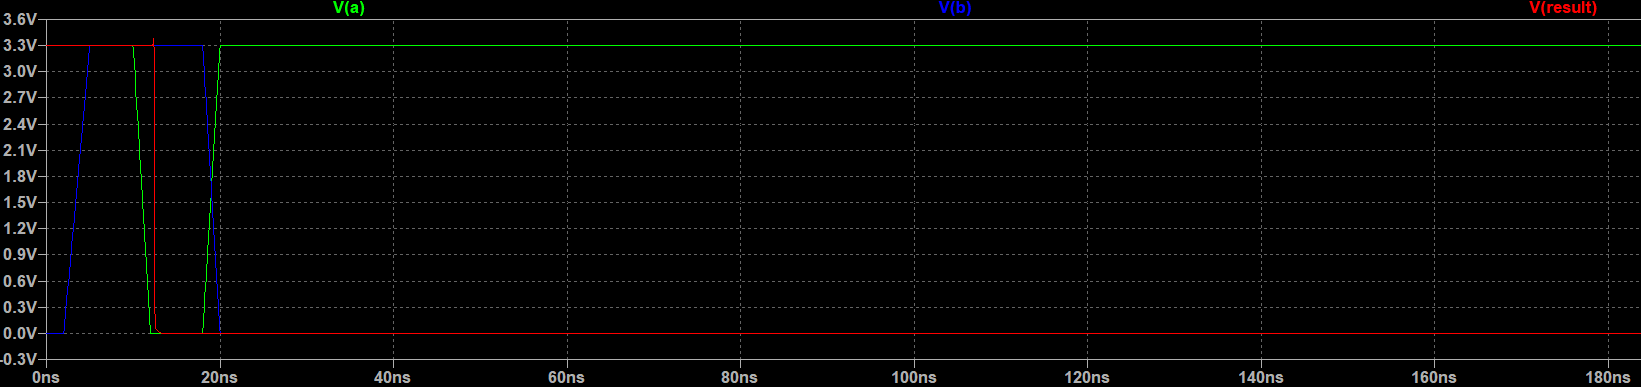 V(a) V(b) V(result)
3.6V
3.3V
3.0V
2.7V
2.4V
2.1V
1.8V
1.5V
1.2V
0.9V
0.6V
0.3V
0.0V
-0.3V
0ns 20ns 40ns 60ns 80ns 100ns 120ns 140ns 160ns 180ns